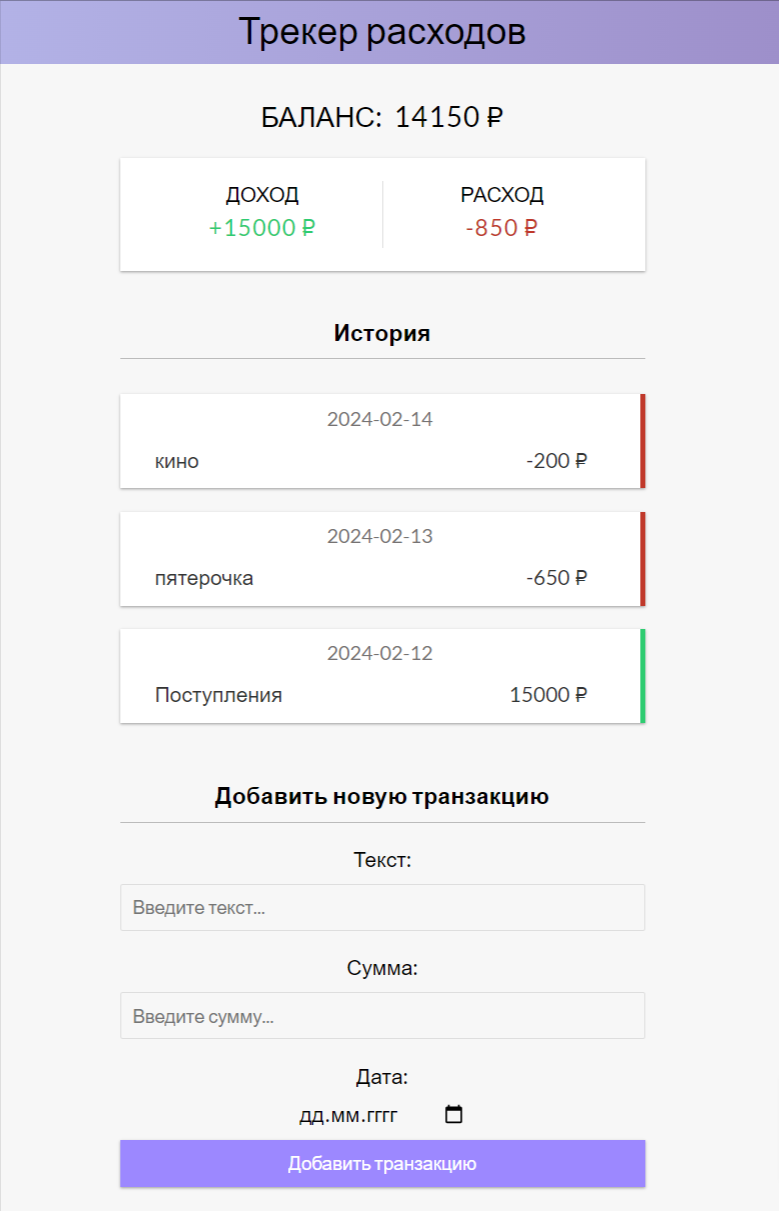 Трекер расходов
БАЛАНС: 14150 ₽
ДОХОД
+15000 ₽
РАСХОД
-850 ₽
История
2024-02-14
кино -200 ₽
2024-02-13
пятерочка -650 ₽
2024-02-12
Поступления 15000 ₽
Добавить новую транзакцию
Текст:
Введите текст...
Сумма:
Введите сумму...
Дата:
дд.мм.гггг
Добавить транзакцию